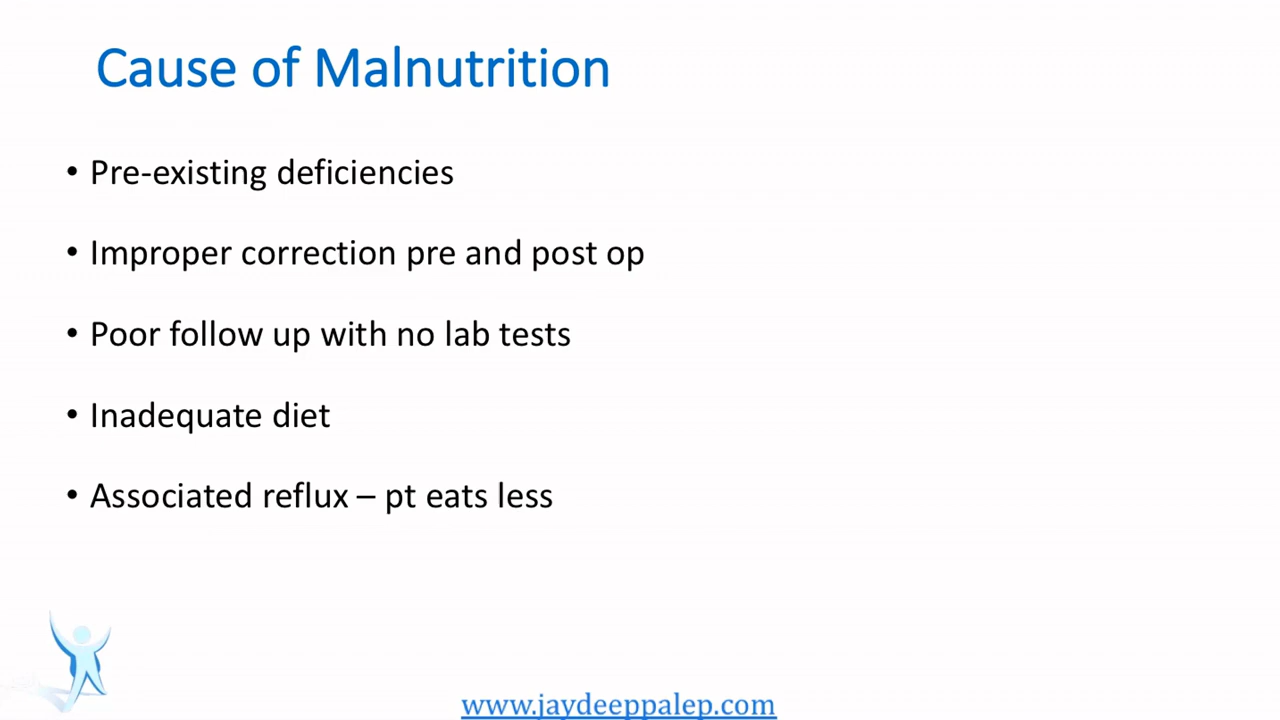 Cause of Malnutrition
• Pre-existing deficiencies
• Improper correction pre and post op
• Poor follow up with no lab tests
• Inadequate diet
• Associated reflux – pt eats less
www.jaydeeppalep.com